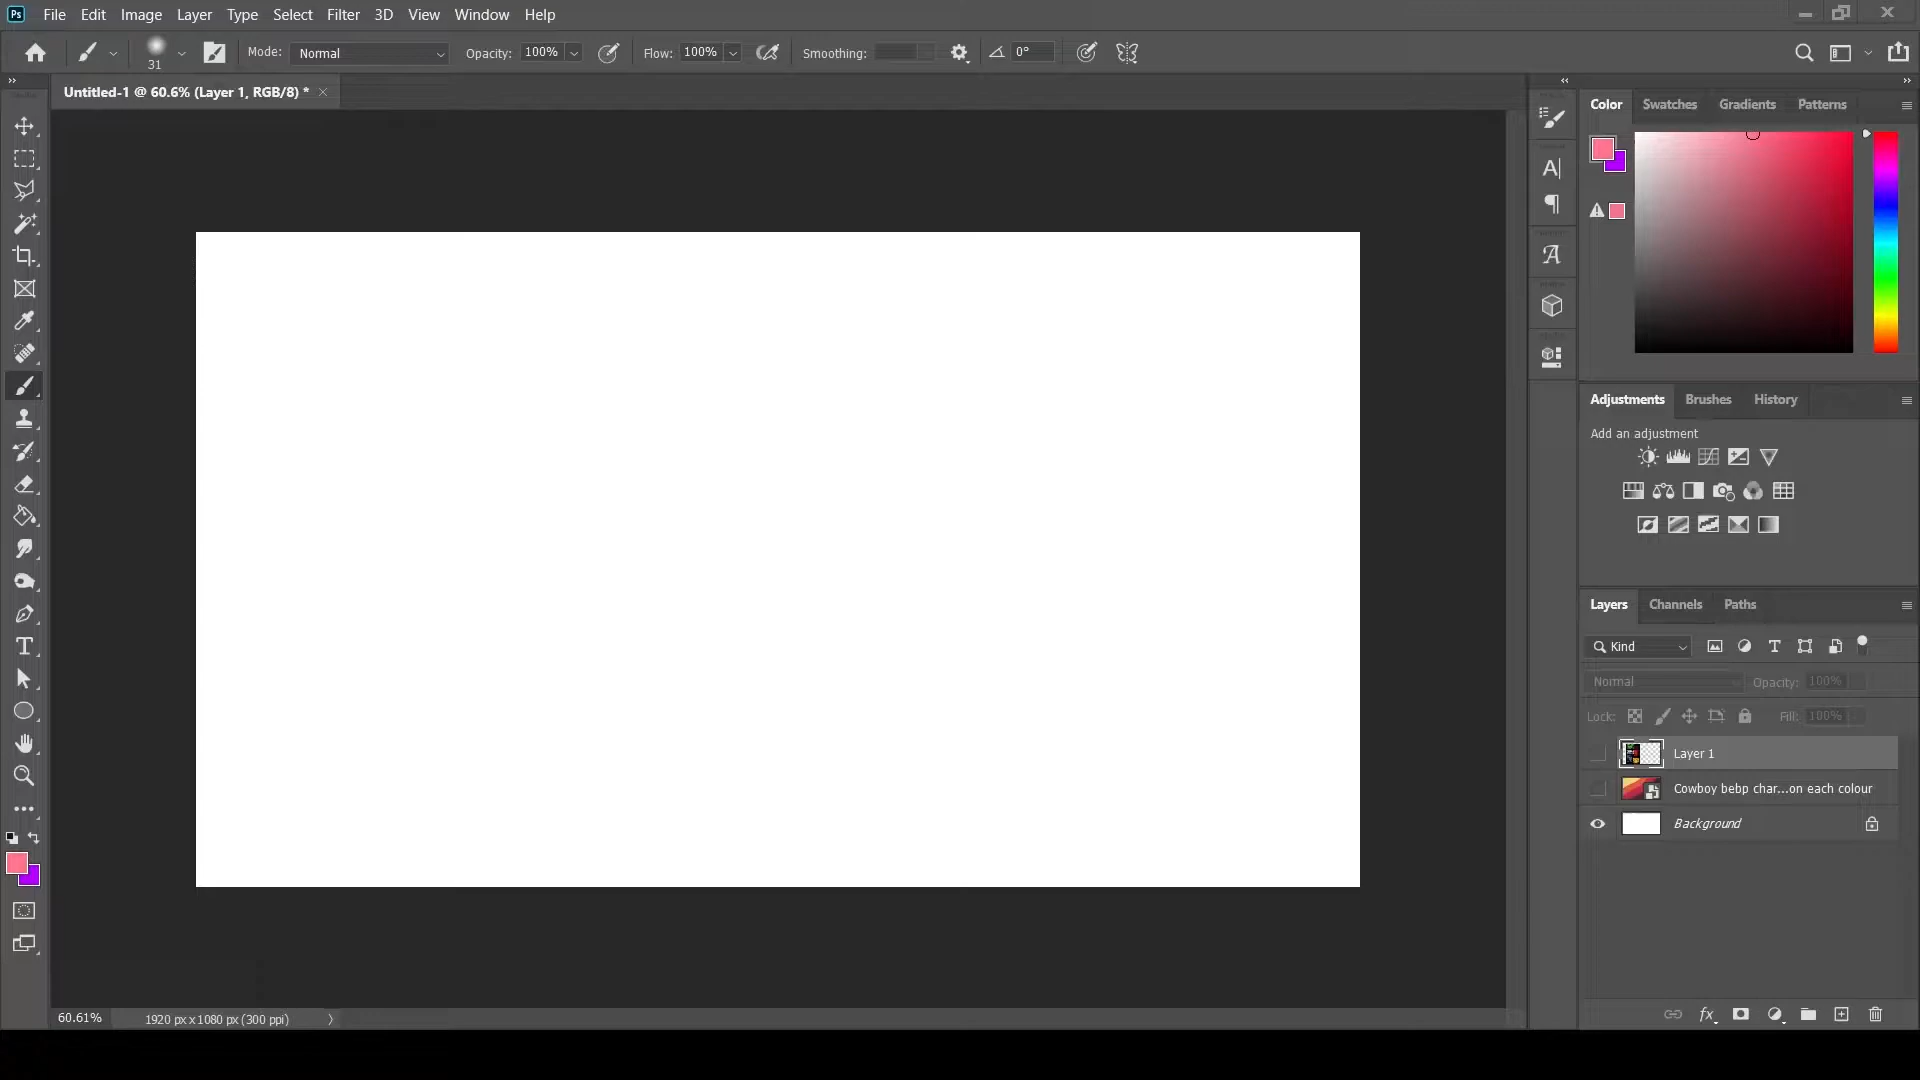 Ps File Edit Image Layer Type Select Filter 3D View Window Help
31 Mode: Normal Opacity: 100% Flow: 100% Smoothing: 0°
Untitled-1 @ 60.6% (Layer 1, RGB/8) *
Color Swatches Gradients Patterns
Adjustments Brushes History
Add an adjustment
Layers Channels Paths
Kind
Normal Opacity: 100%
Lock: Fill: 100%
Layer 1
Cowboy bebp char...on each colour
Background
fx
60.61% 1920 px x 1080 px (300 ppi)